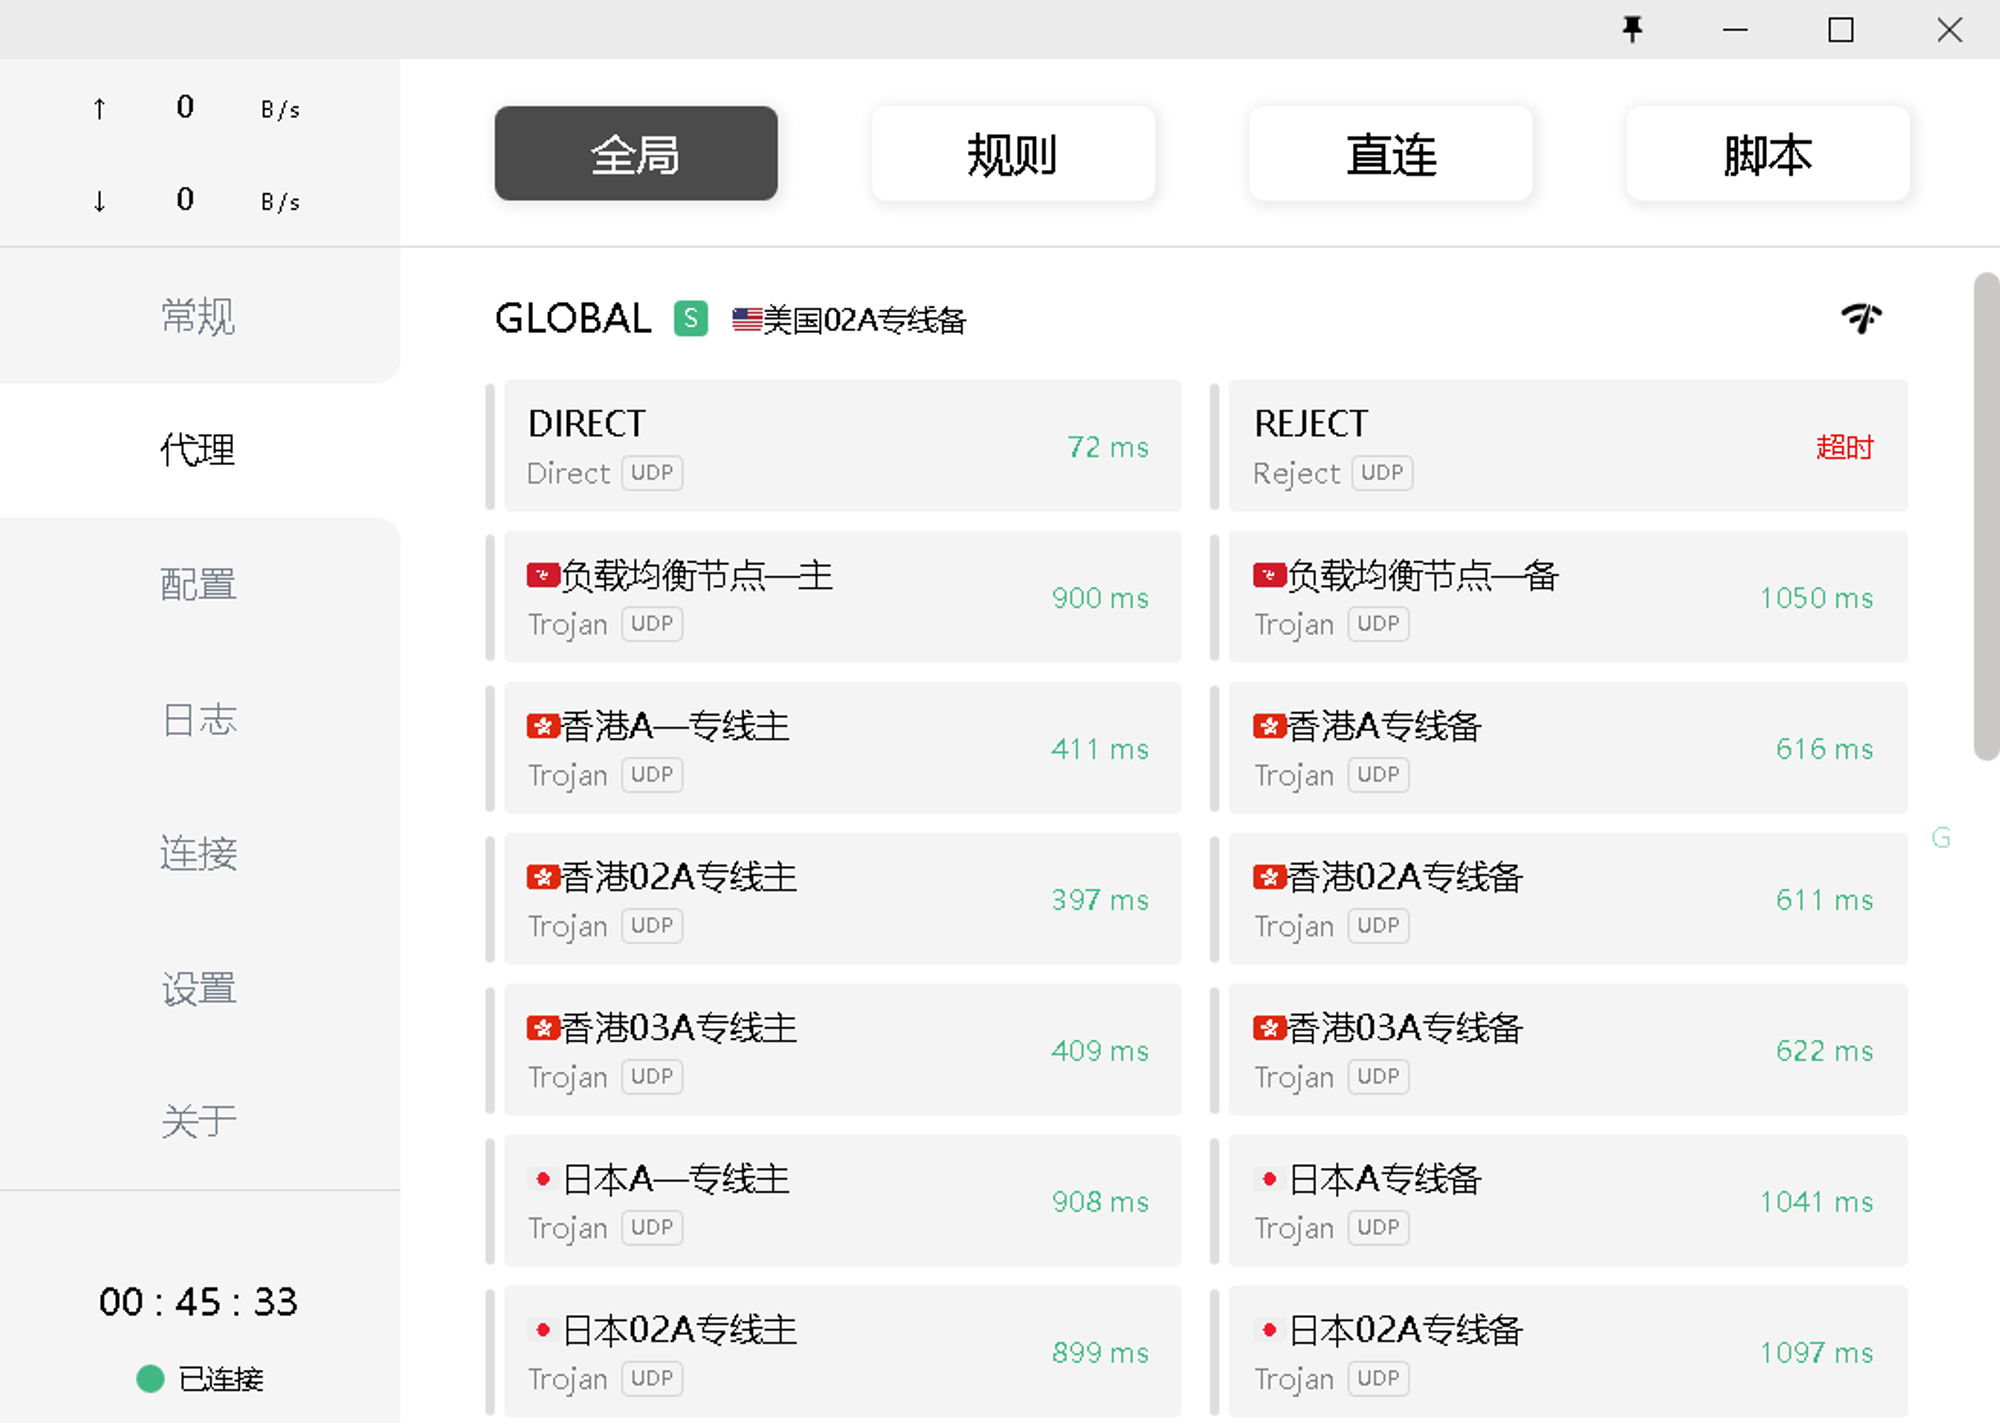 ↑ 0 B/s
↓ 0 B/s
全局 规则 直连 脚本
常规
代理
配置
日志
连接
设置
关于
00 : 45 : 33
已连接
GLOBAL S 美国02A专线备
DIRECT
Direct UDP
72 ms
REJECT
Reject UDP
超时
负载均衡节点—主
Trojan UDP
900 ms
负载均衡节点—备
Trojan UDP
1050 ms
香港A—专线主
Trojan UDP
411 ms
香港A专线备
Trojan UDP
616 ms
香港02A专线主
Trojan UDP
397 ms
香港02A专线备
Trojan UDP
611 ms
香港03A专线主
Trojan UDP
409 ms
香港03A专线备
Trojan UDP
622 ms
日本A—专线主
Trojan UDP
908 ms
日本A专线备
Trojan UDP
1041 ms
日本02A专线主
Trojan UDP
899 ms
日本02A专线备
Trojan UDP
1097 ms
G